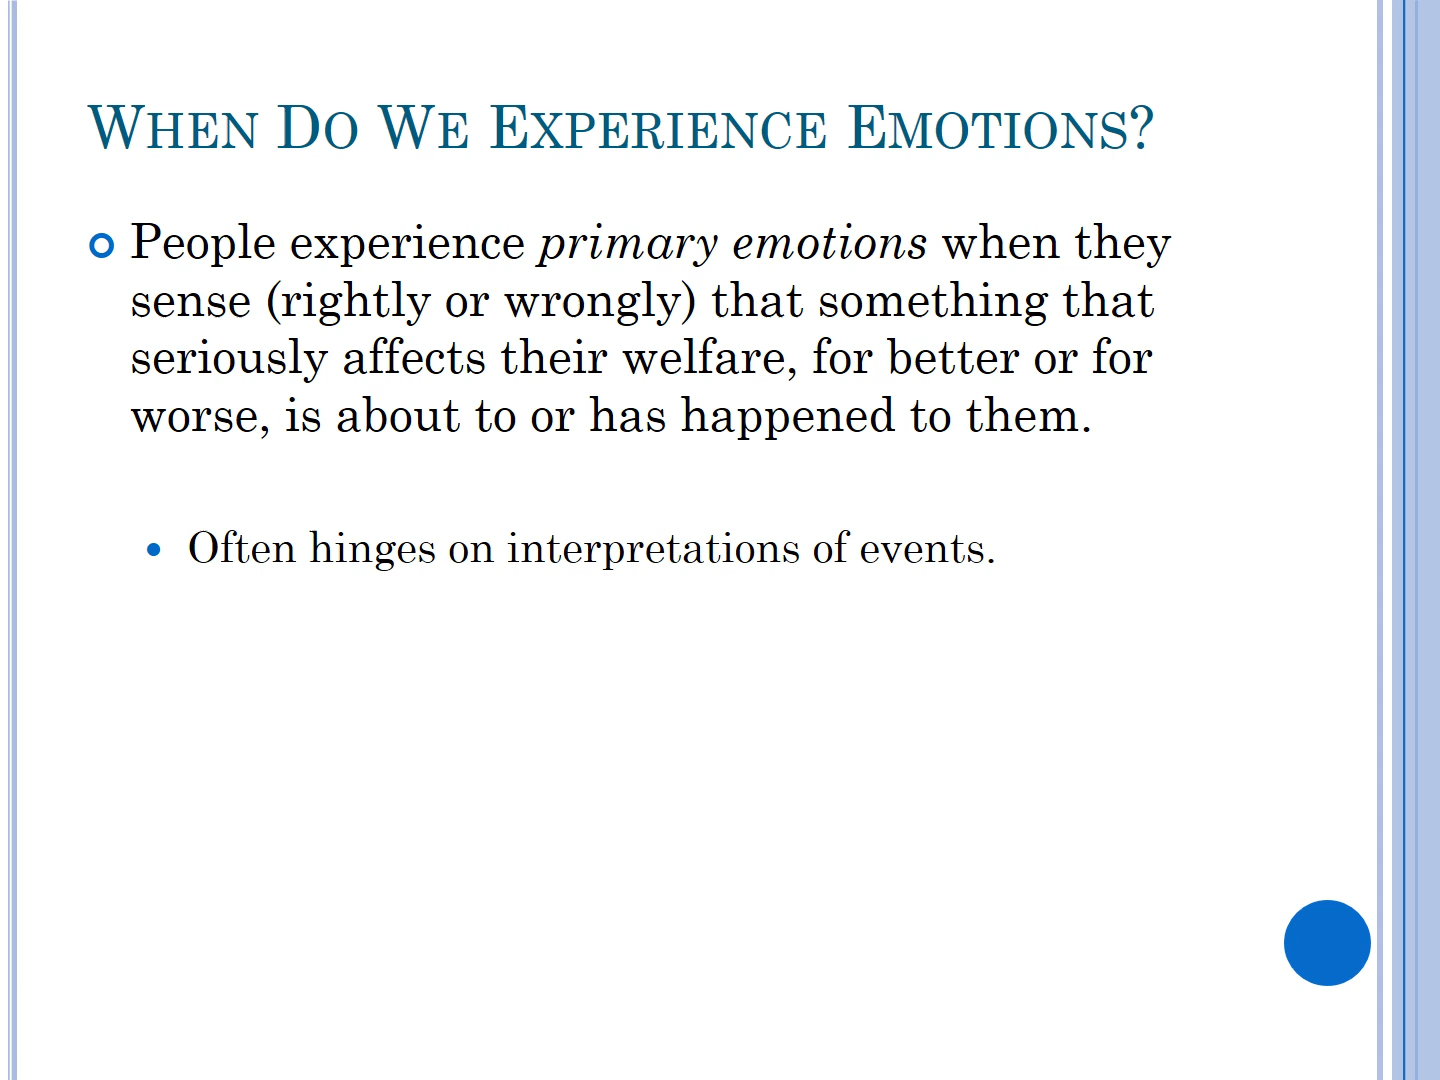 When Do We Experience Emotions?
People experience primary emotions when they
sense (rightly or wrongly) that something that
seriously affects their welfare, for better or for
worse, is about to or has happened to them.
Often hinges on interpretations of events.